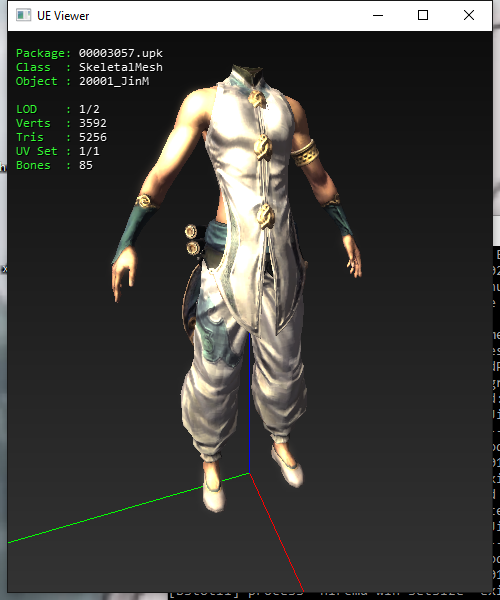 UE Viewer
Package: 00003057.upk
Class : SkeletalMesh
Object : 20001_JinM
LOD : 1/2
Verts : 3592
Tris : 5256
UV Set : 1/1
Bones : 85